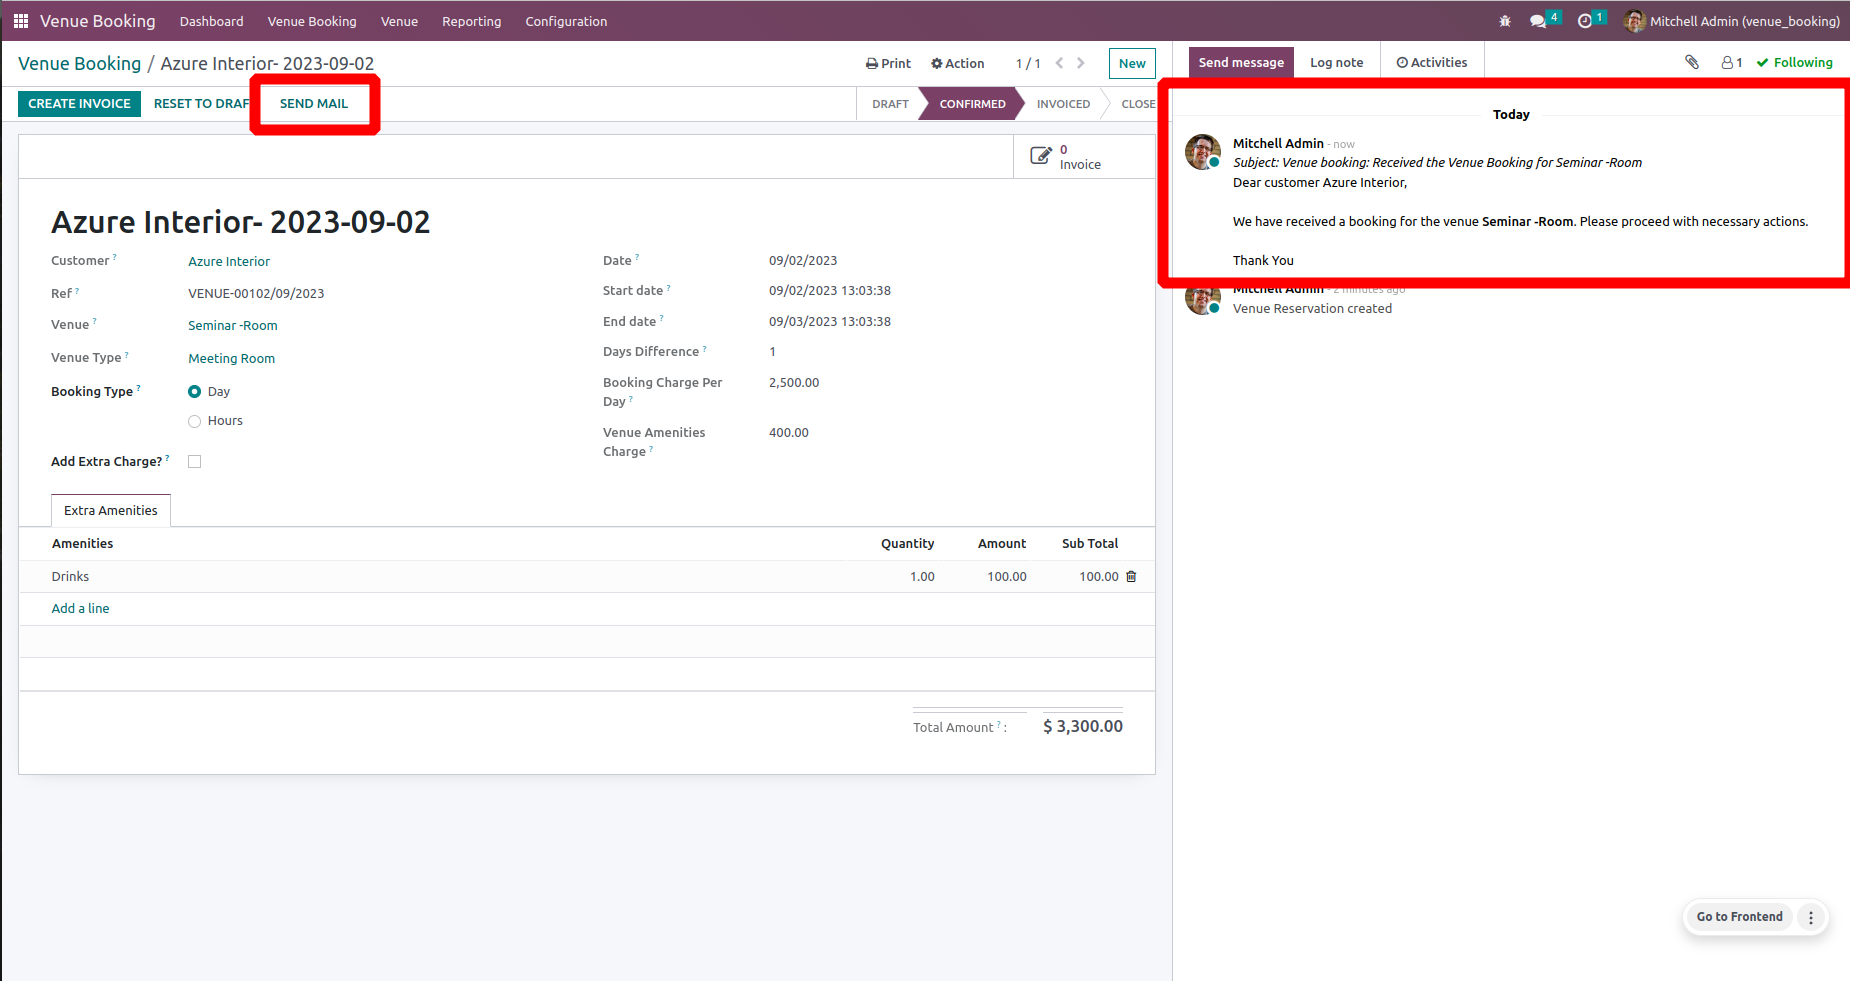 Venue Booking Dashboard Venue Booking Venue Reporting Configuration 4 1 Mitchell Admin (venue_booking)
Venue Booking / Azure Interior- 2023-09-02 Print Action 1 / 1 New
Send message Log note Activities 1 Following
CREATE INVOICE RESET TO DRAF SEND MAIL DRAFT CONFIRMED INVOICED CLOSE
0
Invoice
Azure Interior- 2023-09-02
Customer ? Azure Interior
Ref ? VENUE-00102/09/2023
Venue ? Seminar -Room
Venue Type ? Meeting Room
Booking Type ? Day
Hours
Add Extra Charge? ?
Date ? 09/02/2023
Start date ? 09/02/2023 13:03:38
End date ? 09/03/2023 13:03:38
Days Difference ? 1
Booking Charge Per 2,500.00
Day ?
Venue Amenities 400.00
Charge ?
Extra Amenities
Amenities Quantity Amount Sub Total
Drinks 1.00 100.00 100.00
Add a line
Total Amount ? : $ 3,300.00
Today
Mitchell Admin - now
Subject: Venue booking: Received the Venue Booking for Seminar -Room
Dear customer Azure Interior,
We have received a booking for the venue Seminar -Room. Please proceed with necessary actions.
Thank You
Mitchell Admin - 2 minutes ago
Venue Reservation created
Go to Frontend